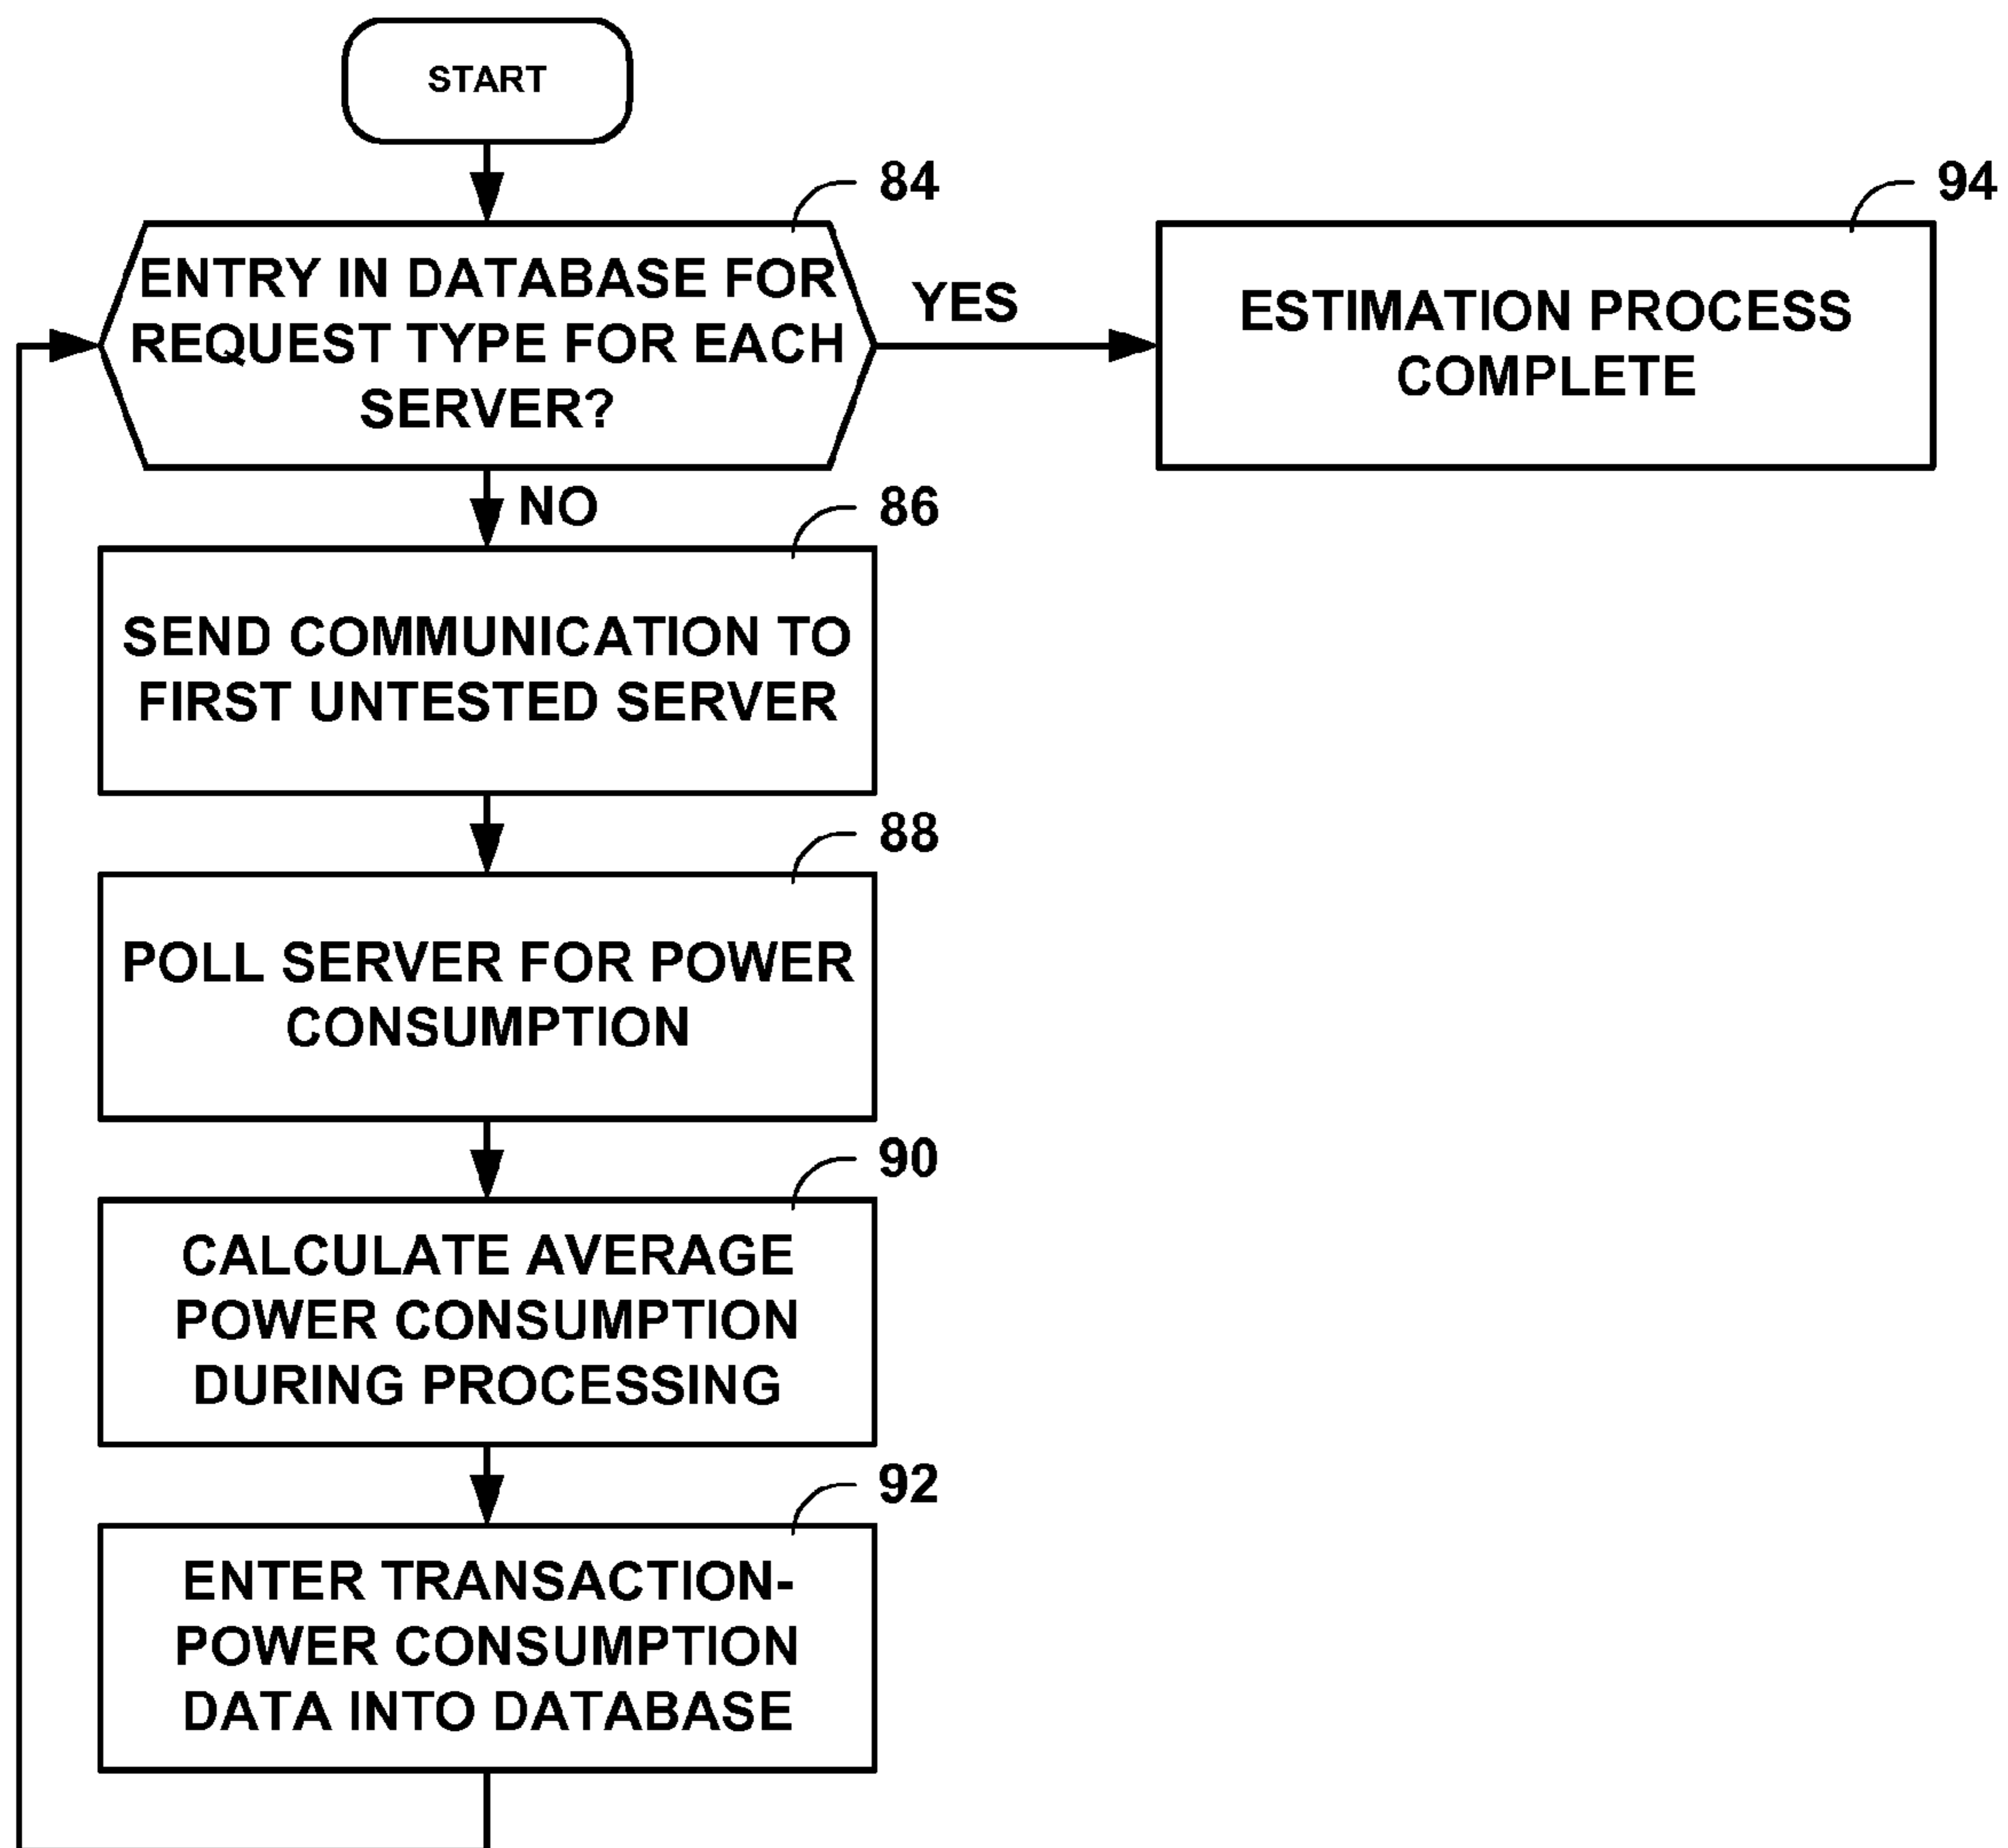 START
84
ENTRY IN DATABASE FOR
REQUEST TYPE FOR EACH
SERVER?
YES
94
ESTIMATION PROCESS
COMPLETE
NO
86
SEND COMMUNICATION TO
FIRST UNTESTED SERVER
88
POLL SERVER FOR POWER
CONSUMPTION
90
CALCULATE AVERAGE
POWER CONSUMPTION
DURING PROCESSING
92
ENTER TRANSACTION-
POWER CONSUMPTION
DATA INTO DATABASE